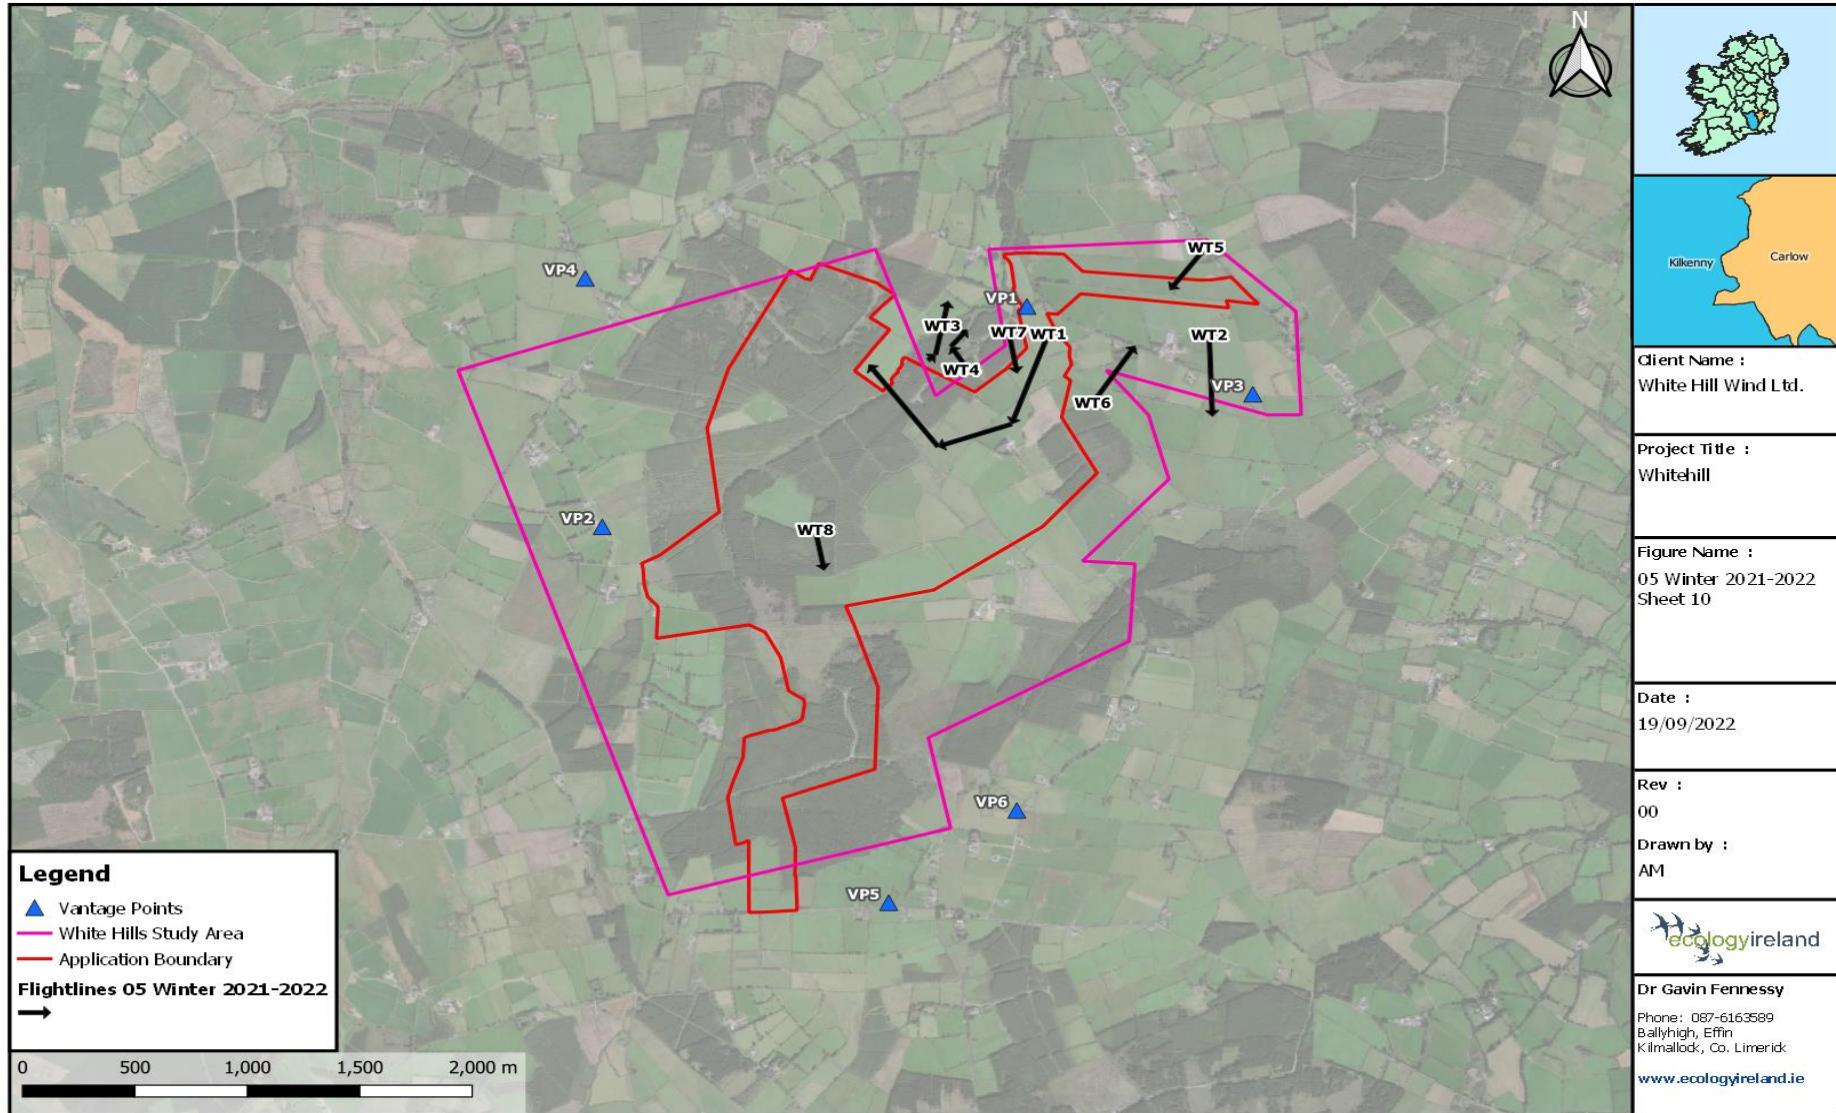 N
WT5
VP4
VP1
WT3
WT7
WT1
WT2
WT4
VP3
WT6
VP2
WT8
VP6
VP5
Legend
Vantage Points
White Hills Study Area
Application Boundary
Flightlines 05 Winter 2021-2022
0 500 1,000 1,500 2,000 m
Kilkenny
Carlow
Client Name :
White Hill Wind Ltd.
Project Title :
Whitehill
Figure Name :
05 Winter 2021-2022
Sheet 10
Date :
19/09/2022
Rev :
00
Drawn by :
AM
ecologyireland
Dr Gavin Fennessy
Phone: 087-6163589
Ballyhigh, Effin
Kilmallock, Co. Limerick
www.ecologyireland.ie